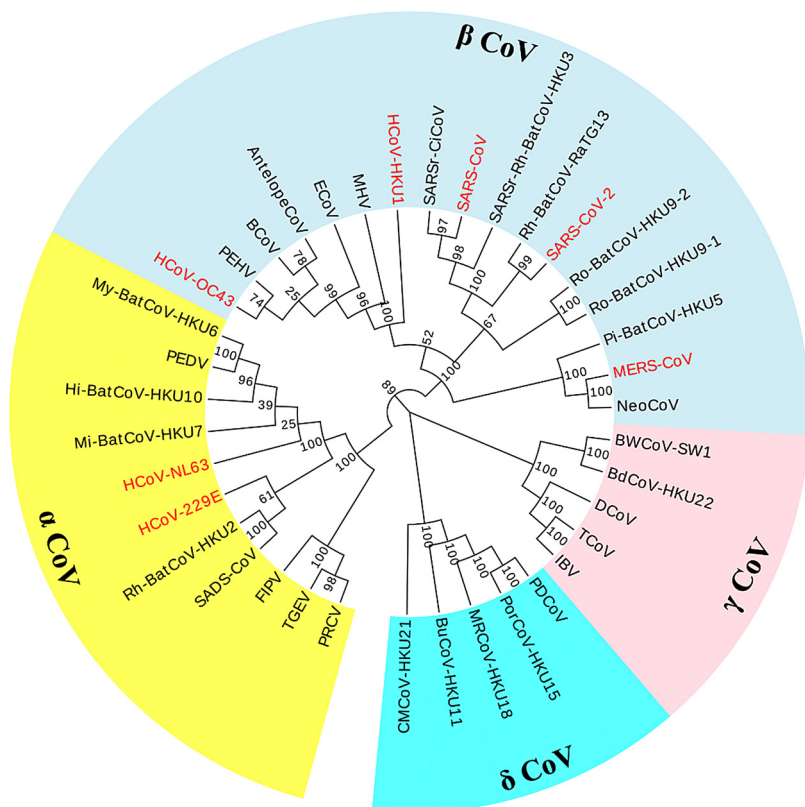 β CoV
HCoV-OC43
PEHV
BCoV
AntelopeCoV
ECoV
MHV
HCoV-HKU1
SARSr-CiCoV
SARS-CoV
SARSr-Rh-BatCoV-HKU3
Rh-BatCoV-RaTG13
SARS-CoV-2
Ro-BatCoV-HKU9-2
Ro-BatCoV-HKU9-1
Pi-BatCoV-HKU5
MERS-CoV
NeoCoV
74
25
78
99
96
100
52
97
98
100
99
67
100
100
100
100
89
γ CoV
BWCoV-SW1
BdCoV-HKU22
DCoV
TCoV
IBV
100
100
100
100
δ CoV
PDCoV
PorCoV-HKU15
MRCoV-HKU18
BuCoV-HKU11
CMCoV-HKU21
100
100
100
100
α CoV
My-BatCoV-HKU6
PEDV
Hi-BatCoV-HKU10
Mi-BatCoV-HKU7
HCoV-NL63
HCoV-229E
Rh-BatCoV-HKU2
SADS-CoV
FIPV
TGEV
PRCV
100
96
39
25
100
100
61
100
100
98